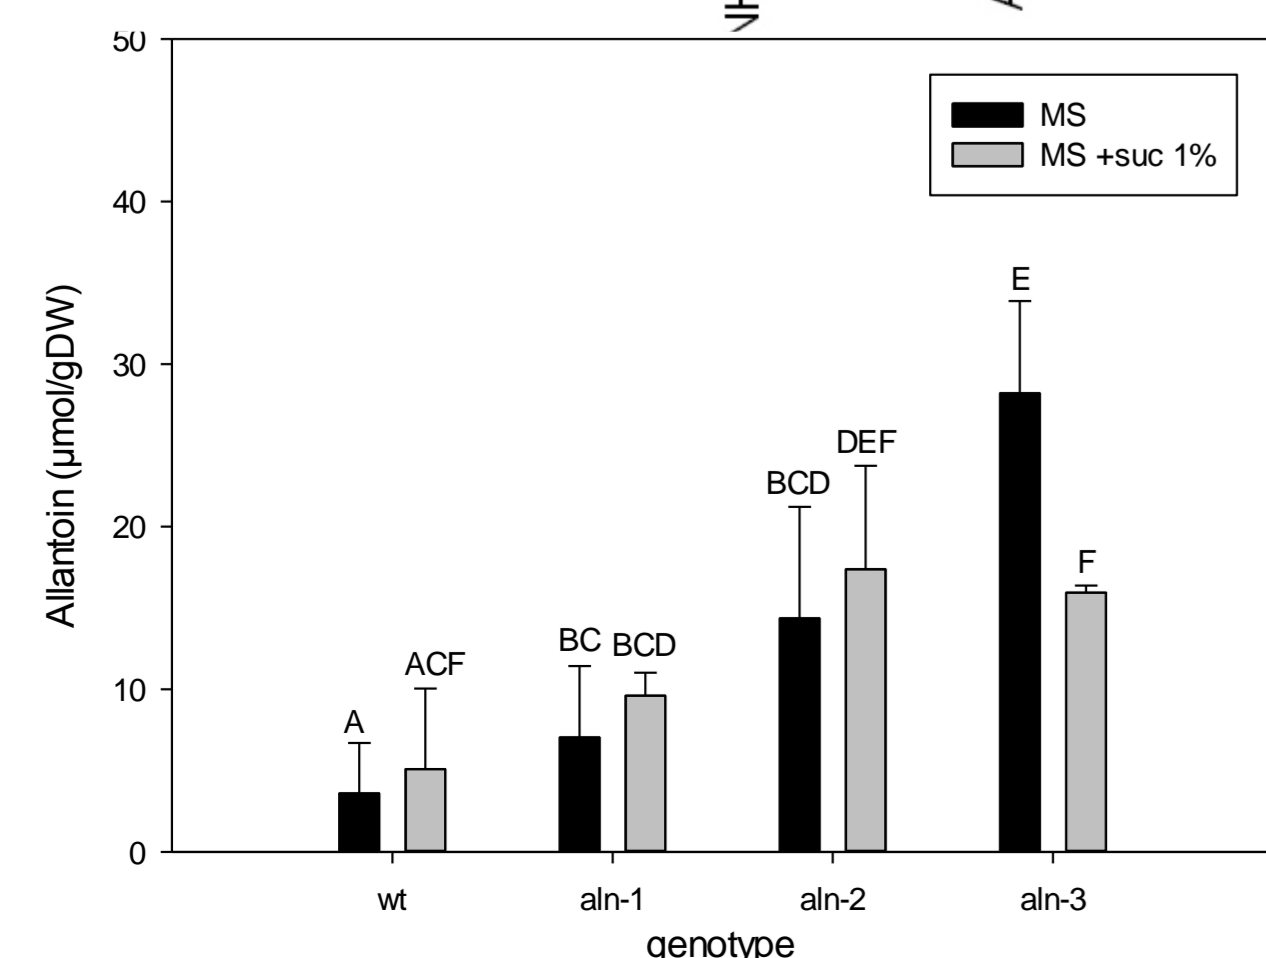 50
MS
MS +suc 1%
40
E
30
DEF
BCD
20
F
BC
BCD
ACF
10
A
0
Allantoin (µmol/gDW)
wt
aln-1
aln-2
aln-3
genotype